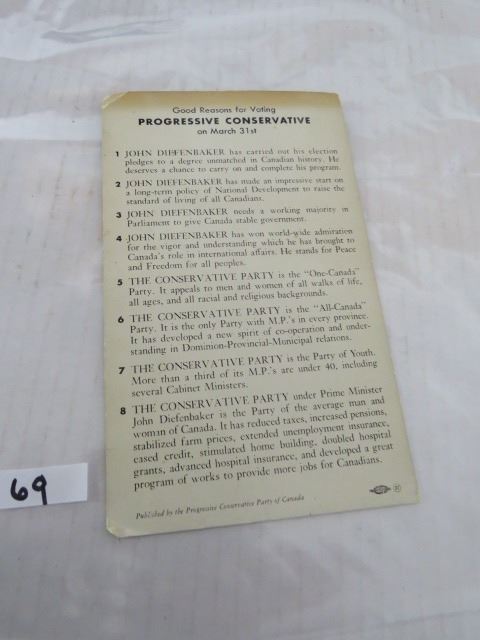 Good Reasons for Voting
PROGRESSIVE CONSERVATIVE
on March 31st
1 JOHN DIEFENBAKER has carried out his election
pledges to a degree unmatched in Canadian history. He
deserves a chance to carry on and complete his program.
2 JOHN DIEFENBAKER has made an impressive start on
a long-term policy of National Development to raise the
standard of living of all Canadians.
3 JOHN DIEFENBAKER needs a working majority in
Parliament to give Canada stable government.
4 JOHN DIEFENBAKER has won world-wide admiration
for the vigor and understanding which he has brought to
Canada's role in international affairs. He stands for Peace
and Freedom for all peoples.
5 THE CONSERVATIVE PARTY is the "One-Canada"
Party. It appeals to men and women of all walks of life,
all ages, and all racial and religious backgrounds.
6 THE CONSERVATIVE PARTY is the "All-Canada"
Party. It is the only Party with M.P.'s in every province.
It has developed a new spirit of co-operation and under-
standing in Dominion-Provincial-Municipal relations.
7 THE CONSERVATIVE PARTY is the Party of Youth.
More than a third of its M.P.'s are under 40, including
several Cabinet Ministers.
8 THE CONSERVATIVE PARTY under Prime Minister
John Diefenbaker is the Party of the average man and
woman of Canada. It has reduced taxes, increased pensions,
stabilized farm prices, extended unemployment insurance,
eased credit, stimulated home building, doubled hospital
grants, advanced hospital insurance, and developed a great
program of works to provide more jobs for Canadians.
Published by the Progressive Conservative Party of Canada
69